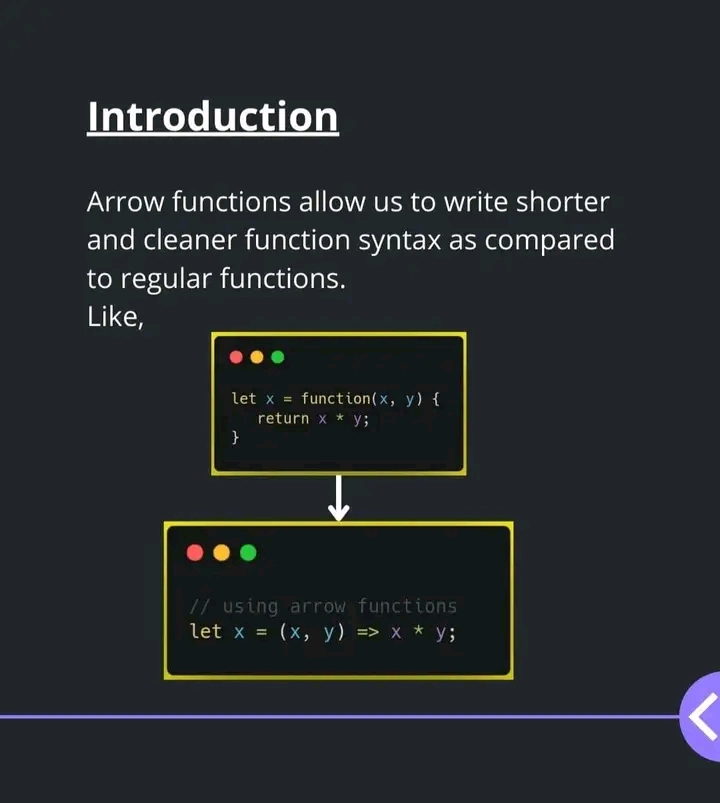 Introduction
Arrow functions allow us to write shorter
and cleaner function syntax as compared
to regular functions.
Like,
let x = function(x, y) {
   return x * y;
}
// using arrow functions
let x = (x, y) => x * y;